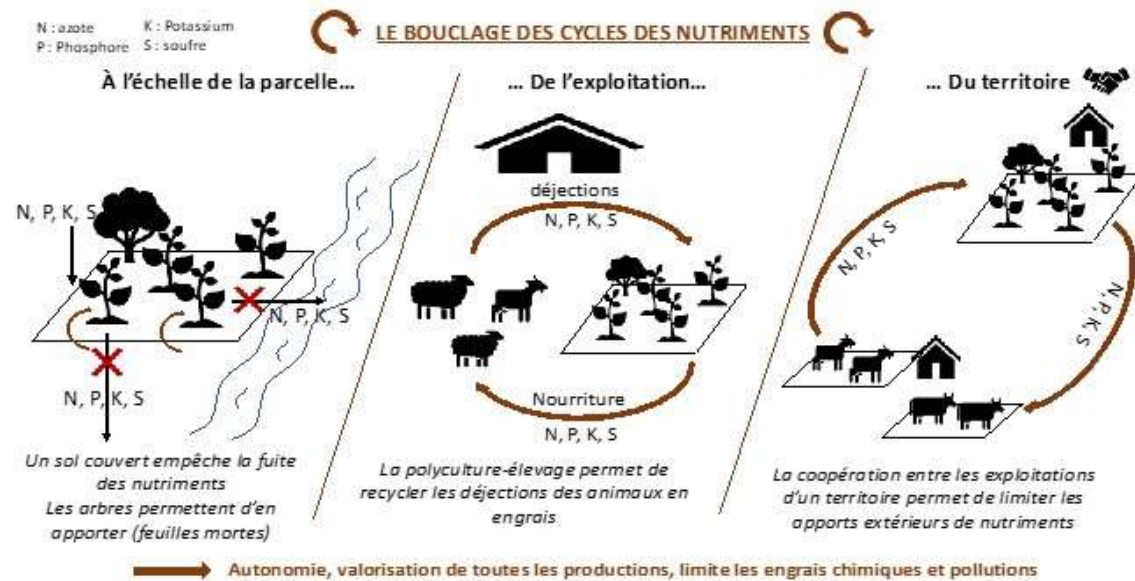 N : azote
K : Potassium
P : Phosphore
S : soufre
LE BOUCLAGE DES CYCLES DES NUTRIMENTS
À l'échelle de la parcelle...
N, P, K, S
N, P, K, S
N, P, K, S
Un sol couvert empêche la fuite
des nutriments
Les arbres permettent d'en
apporter (feuilles mortes)
... De l'exploitation...
déjections
N, P, K, S
Nourriture
N, P, K, S
La polyculture-élevage permet de
recycler les déjections des animaux en
engrais
... Du territoire
N, P, K, S
N, P, K, S
La coopération entre les exploitations
d'un territoire permet de limiter les
apports extérieurs de nutriments
Autonomie, valorisation de toutes les productions, limite les engrais chimiques et pollutions